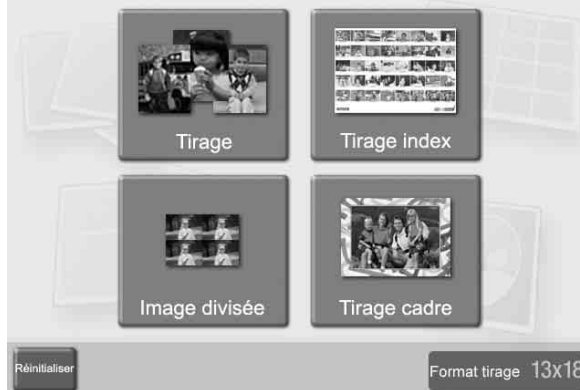 Tirage
Tirage index
Image divisée
Tirage cadre
Réinitialiser
Format tirage 13x18